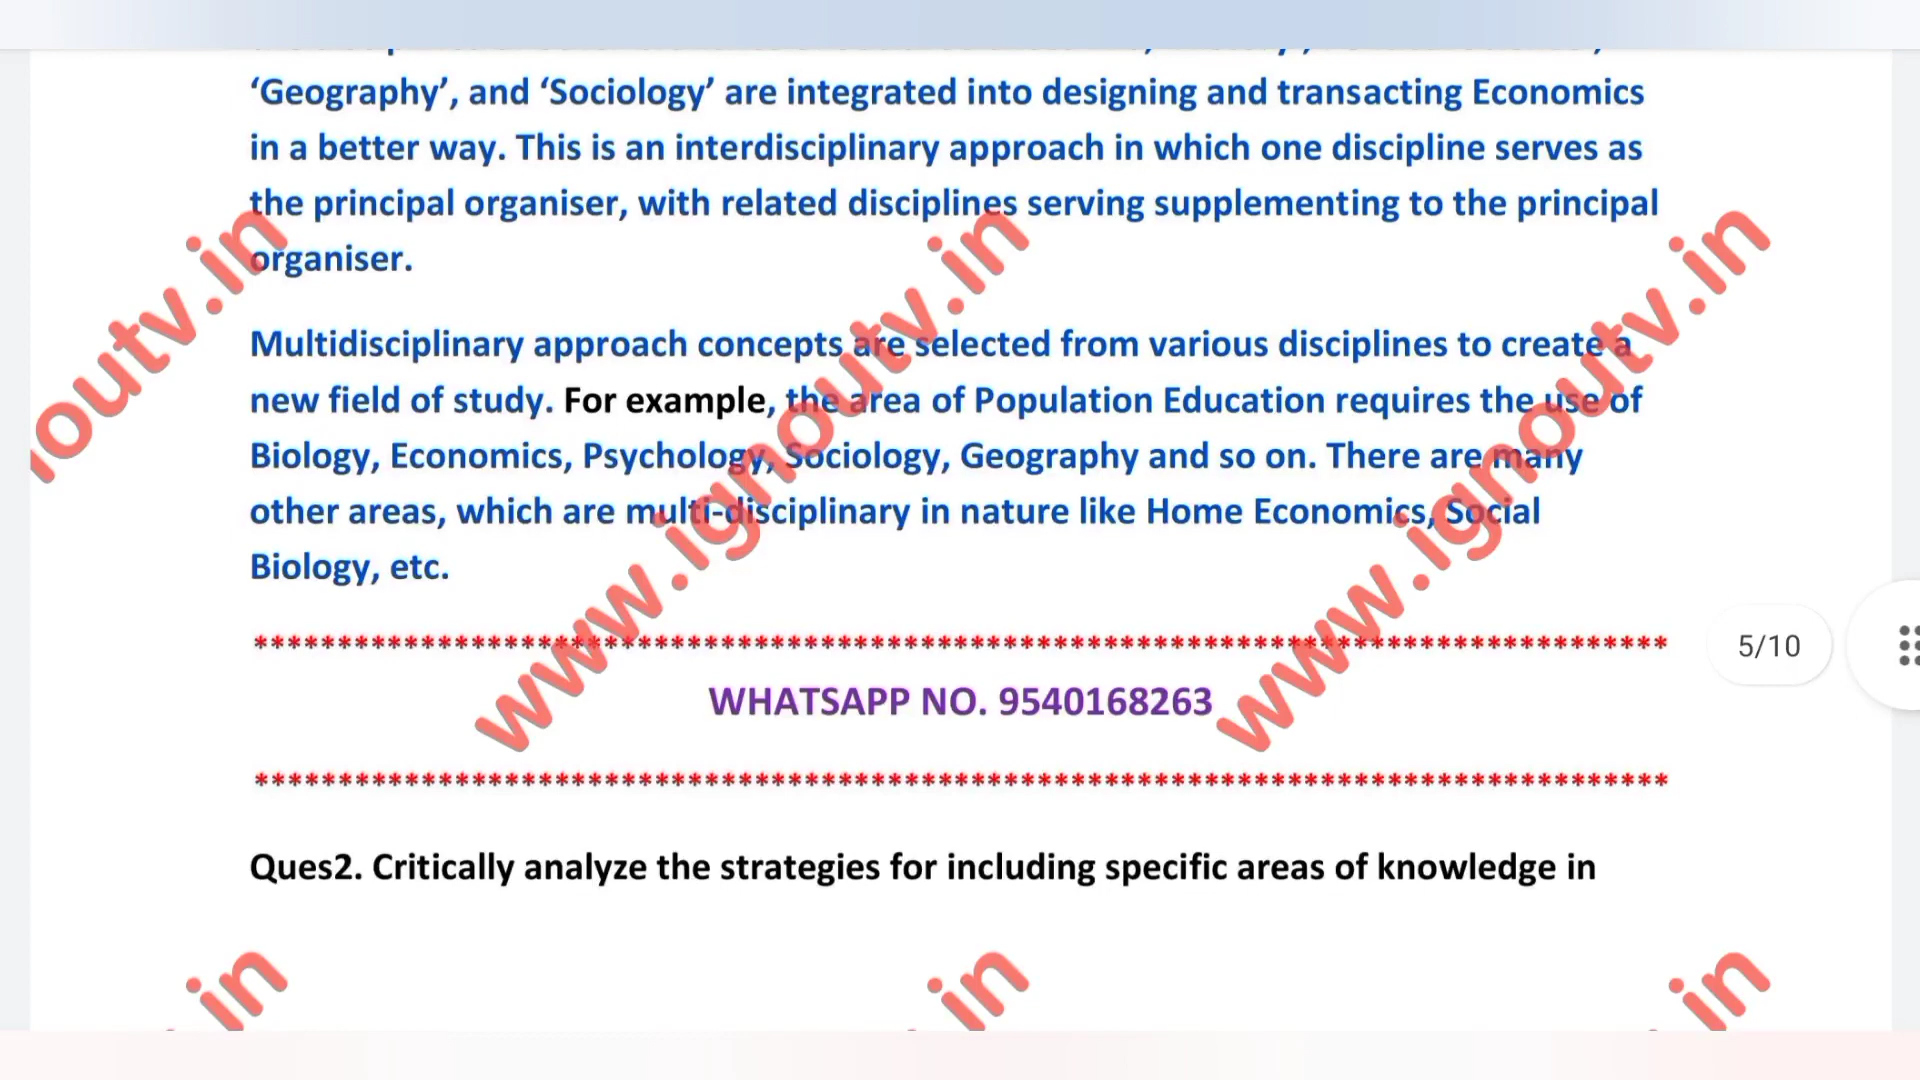 ‘Geography’, and ‘Sociology’ are integrated into designing and transacting Economics
in a better way. This is an interdisciplinary approach in which one discipline serves as
the principal organiser, with related disciplines serving supplementing to the principal
organiser.
Multidisciplinary approach concepts are selected from various disciplines to create a
new field of study. For example, the area of Population Education requires the use of
Biology, Economics, Psychology, Sociology, Geography and so on. There are many
other areas, which are multi-disciplinary in nature like Home Economics, Social
Biology, etc.
*************************************************************************************
5/10
WHATSAPP NO. 9540168263
*************************************************************************************
Ques2. Critically analyze the strategies for including specific areas of knowledge in
noutv.in
www.ignoutv.in
www.ignoutv.in
.in
.in
.in